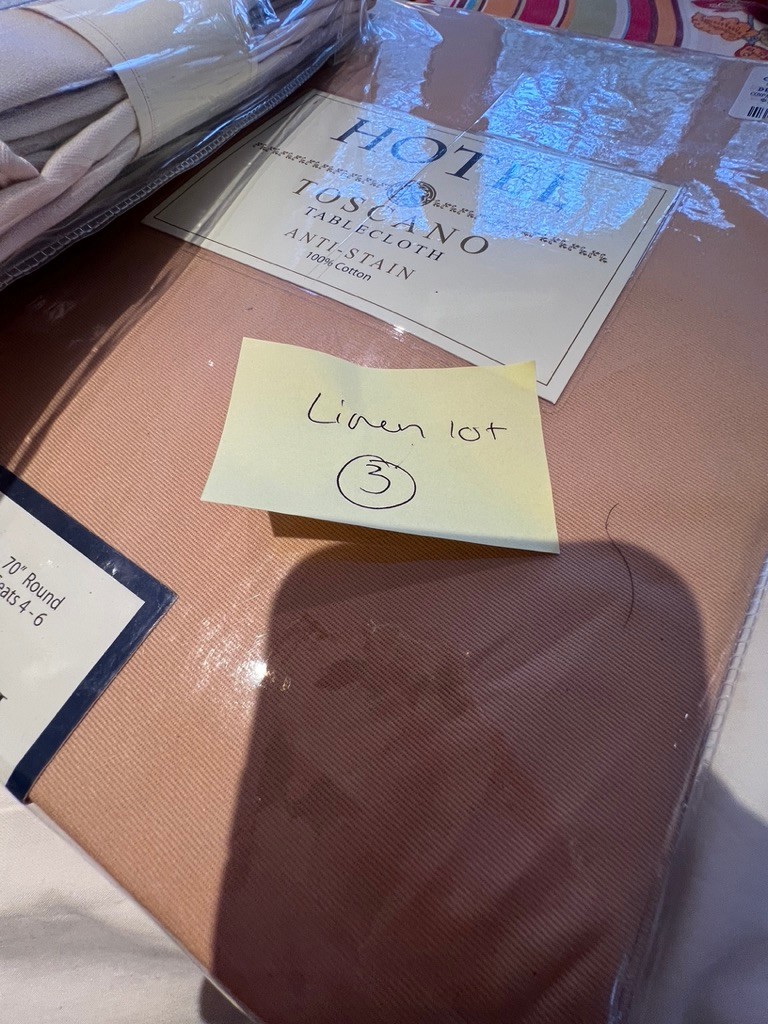 HOTEL
TOSCANO
TABLECLOTH
ANTI-STAIN
100% Cotton
Linen lot
3
70" Round
eats 4 - 6